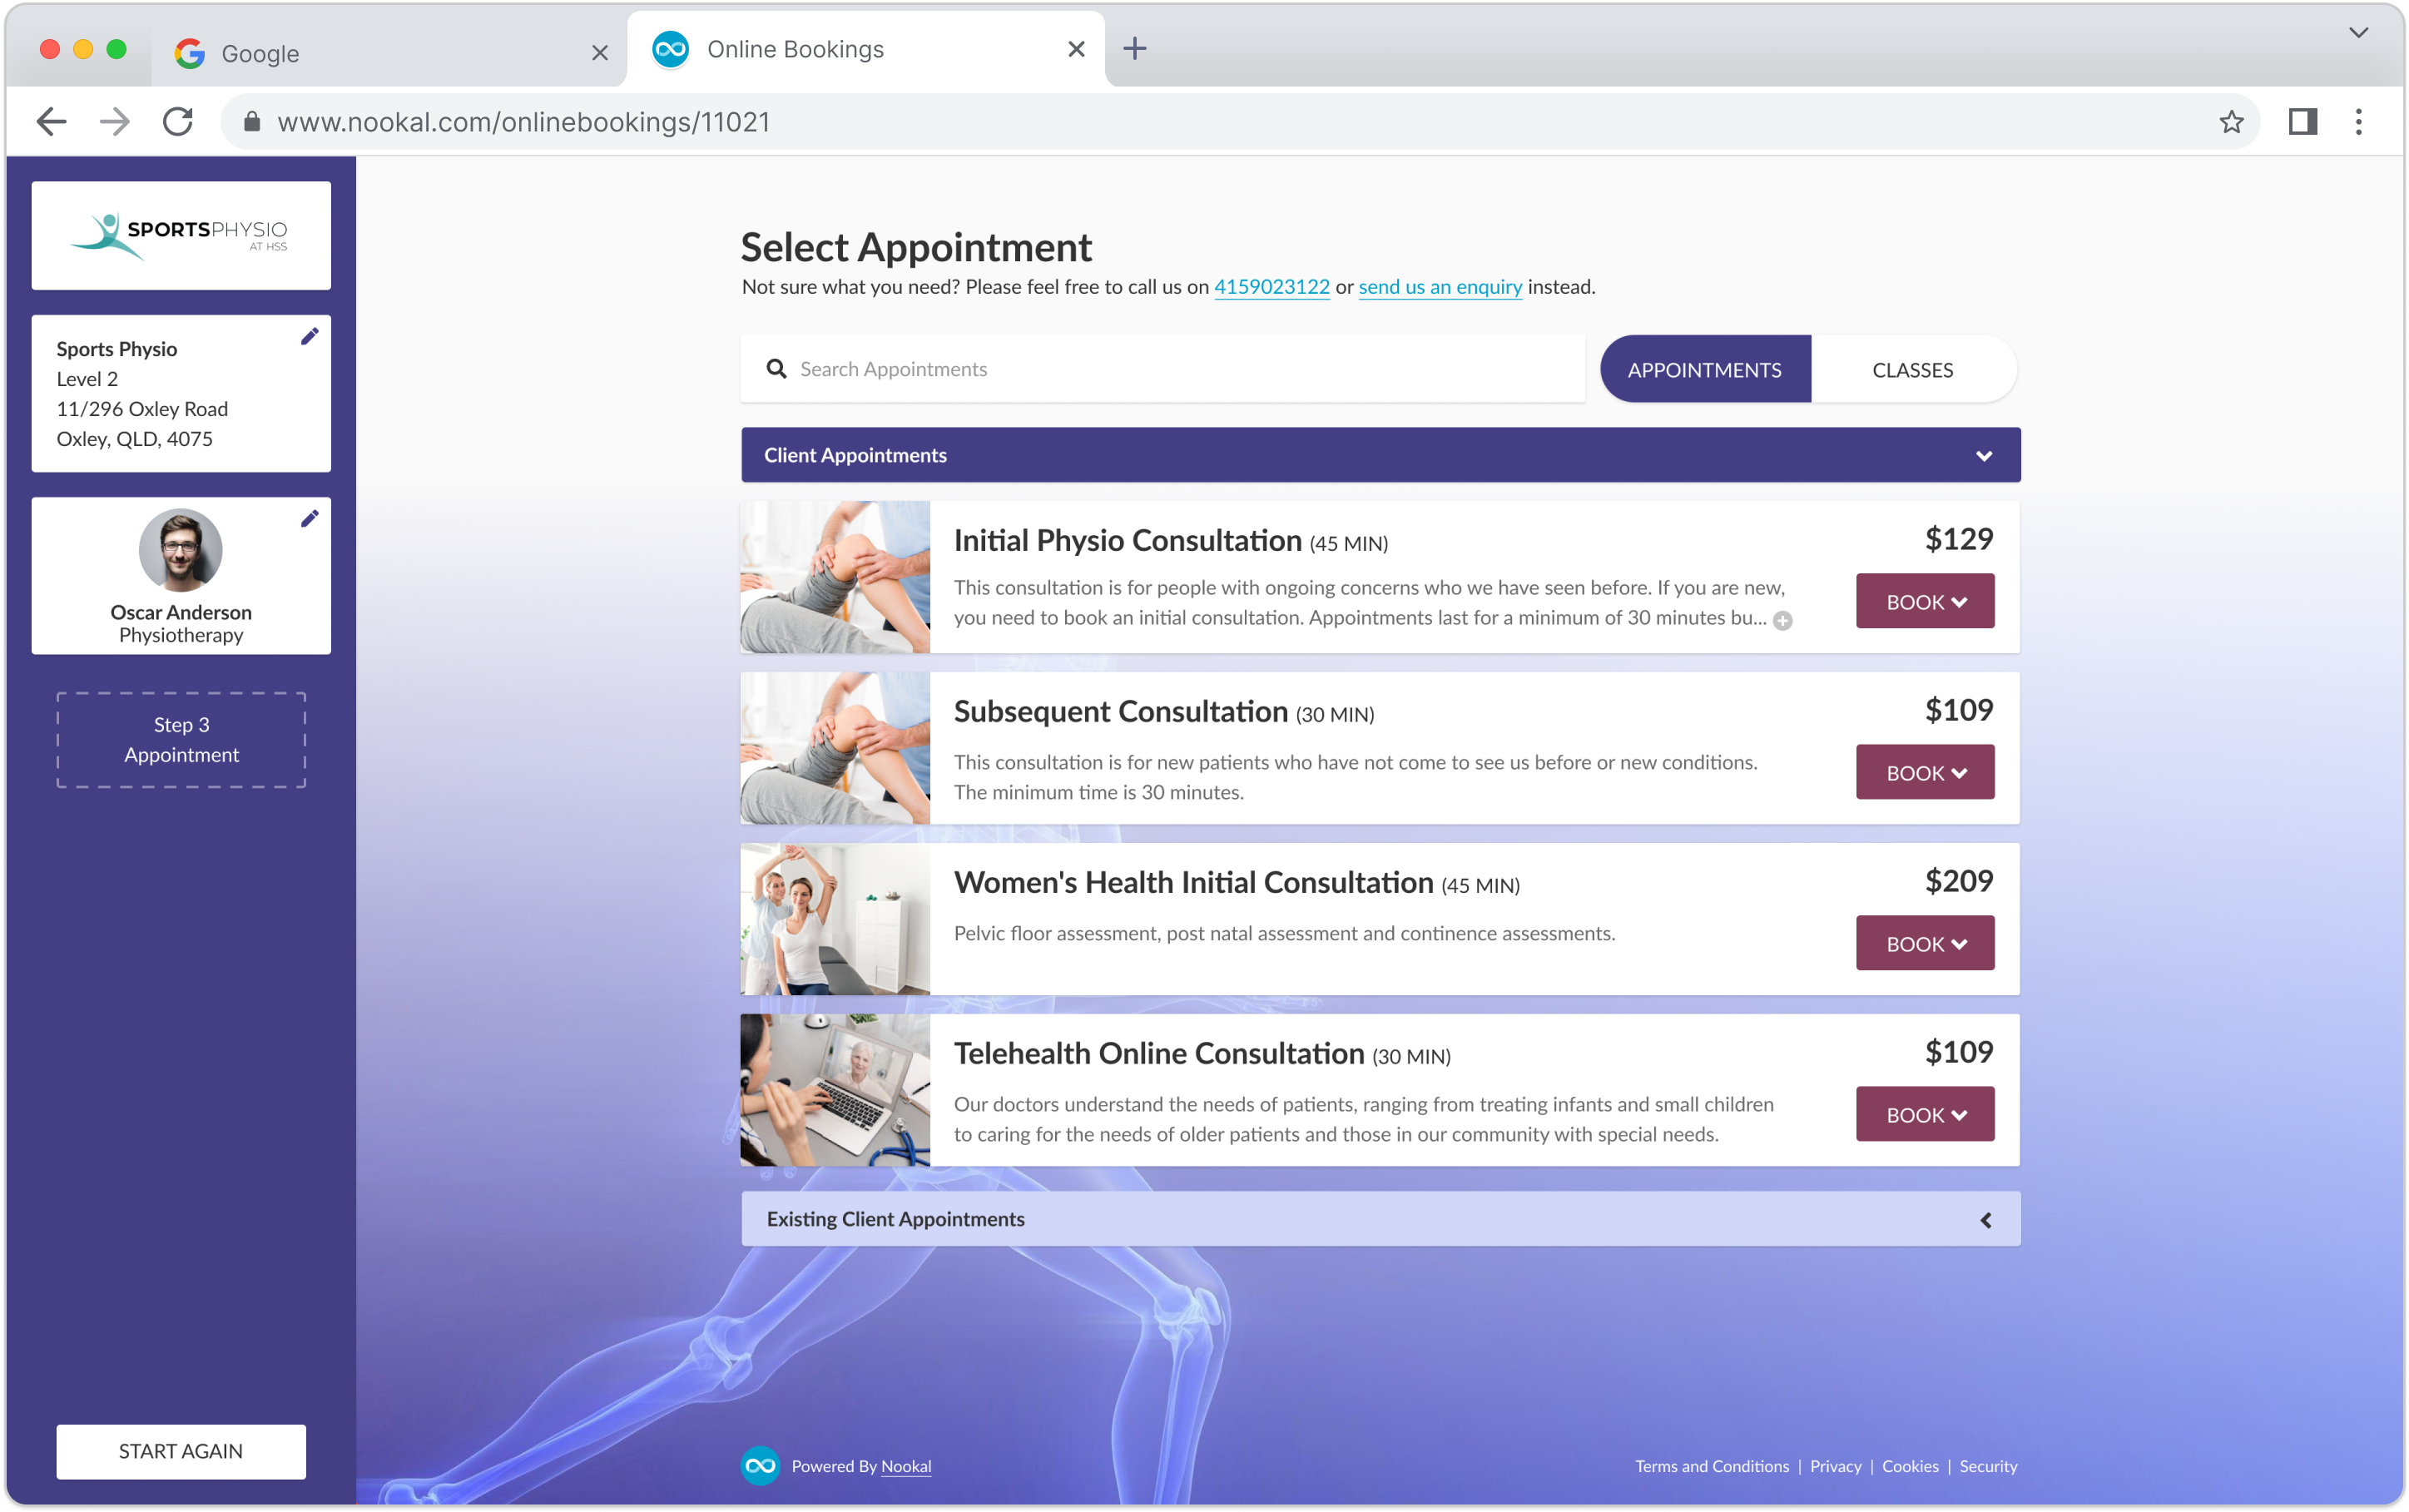 Google
Online Bookings
www.nookal.com/onlinebookings/11021
SPORTSPHYSIO
AT HSS
Sports Physio
Level 2
11/296 Oxley Road
Oxley, QLD, 4075
Oscar Anderson
Physiotherapy
Step 3
Appointment
START AGAIN
Select Appointment
Not sure what you need? Please feel free to call us on 4159023122 or send us an enquiry instead.
Search Appointments
APPOINTMENTS
CLASSES
Client Appointments
Initial Physio Consultation (45 MIN)
$129
This consultation is for people with ongoing concerns who we have seen before. If you are new,
you need to book an initial consultation. Appointments last for a minimum of 30 minutes bu...
BOOK
Subsequent Consultation (30 MIN)
$109
This consultation is for new patients who have not come to see us before or new conditions.
The minimum time is 30 minutes.
BOOK
Women's Health Initial Consultation (45 MIN)
$209
Pelvic floor assessment, post natal assessment and continence assessments.
BOOK
Telehealth Online Consultation (30 MIN)
$109
Our doctors understand the needs of patients, ranging from treating infants and small children
to caring for the needs of older patients and those in our community with special needs.
BOOK
Existing Client Appointments
Powered By Nookal
Terms and Conditions | Privacy | Cookies | Security